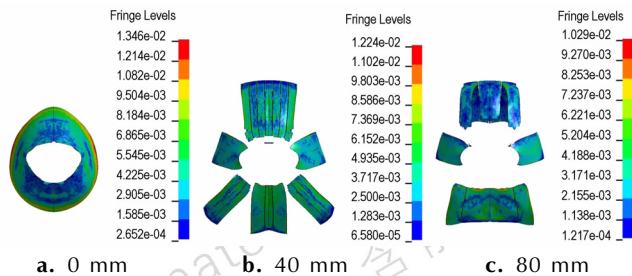 Fringe Levels
1.346e-02
1.214e-02
1.082e-02
9.504e-03
8.184e-03
6.865e-03
5.545e-03
4.225e-03
2.905e-03
1.585e-03
2.652e-04
Fringe Levels
1.224e-02
1.102e-02
9.803e-03
8.586e-03
7.369e-03
6.152e-03
4.935e-03
3.717e-03
2.500e-03
1.283e-03
6.580e-05
Fringe Levels
1.029e-02
9.270e-03
8.253e-03
7.237e-03
6.221e-03
5.204e-03
4.188e-03
3.171e-03
2.155e-03
1.138e-03
1.217e-04
a. 0 mm
b. 40 mm
c. 80 mm